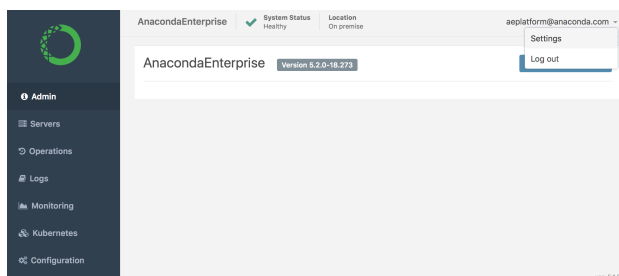 AnacondaEnterprise
System Status
Healthy
Location
On premise
aeplatform@anaconda.com
Settings
Log out
AnacondaEnterprise Version 5.2.0-18.273
Admin
Servers
Operations
Logs
Monitoring
Kubernetes
Configuration